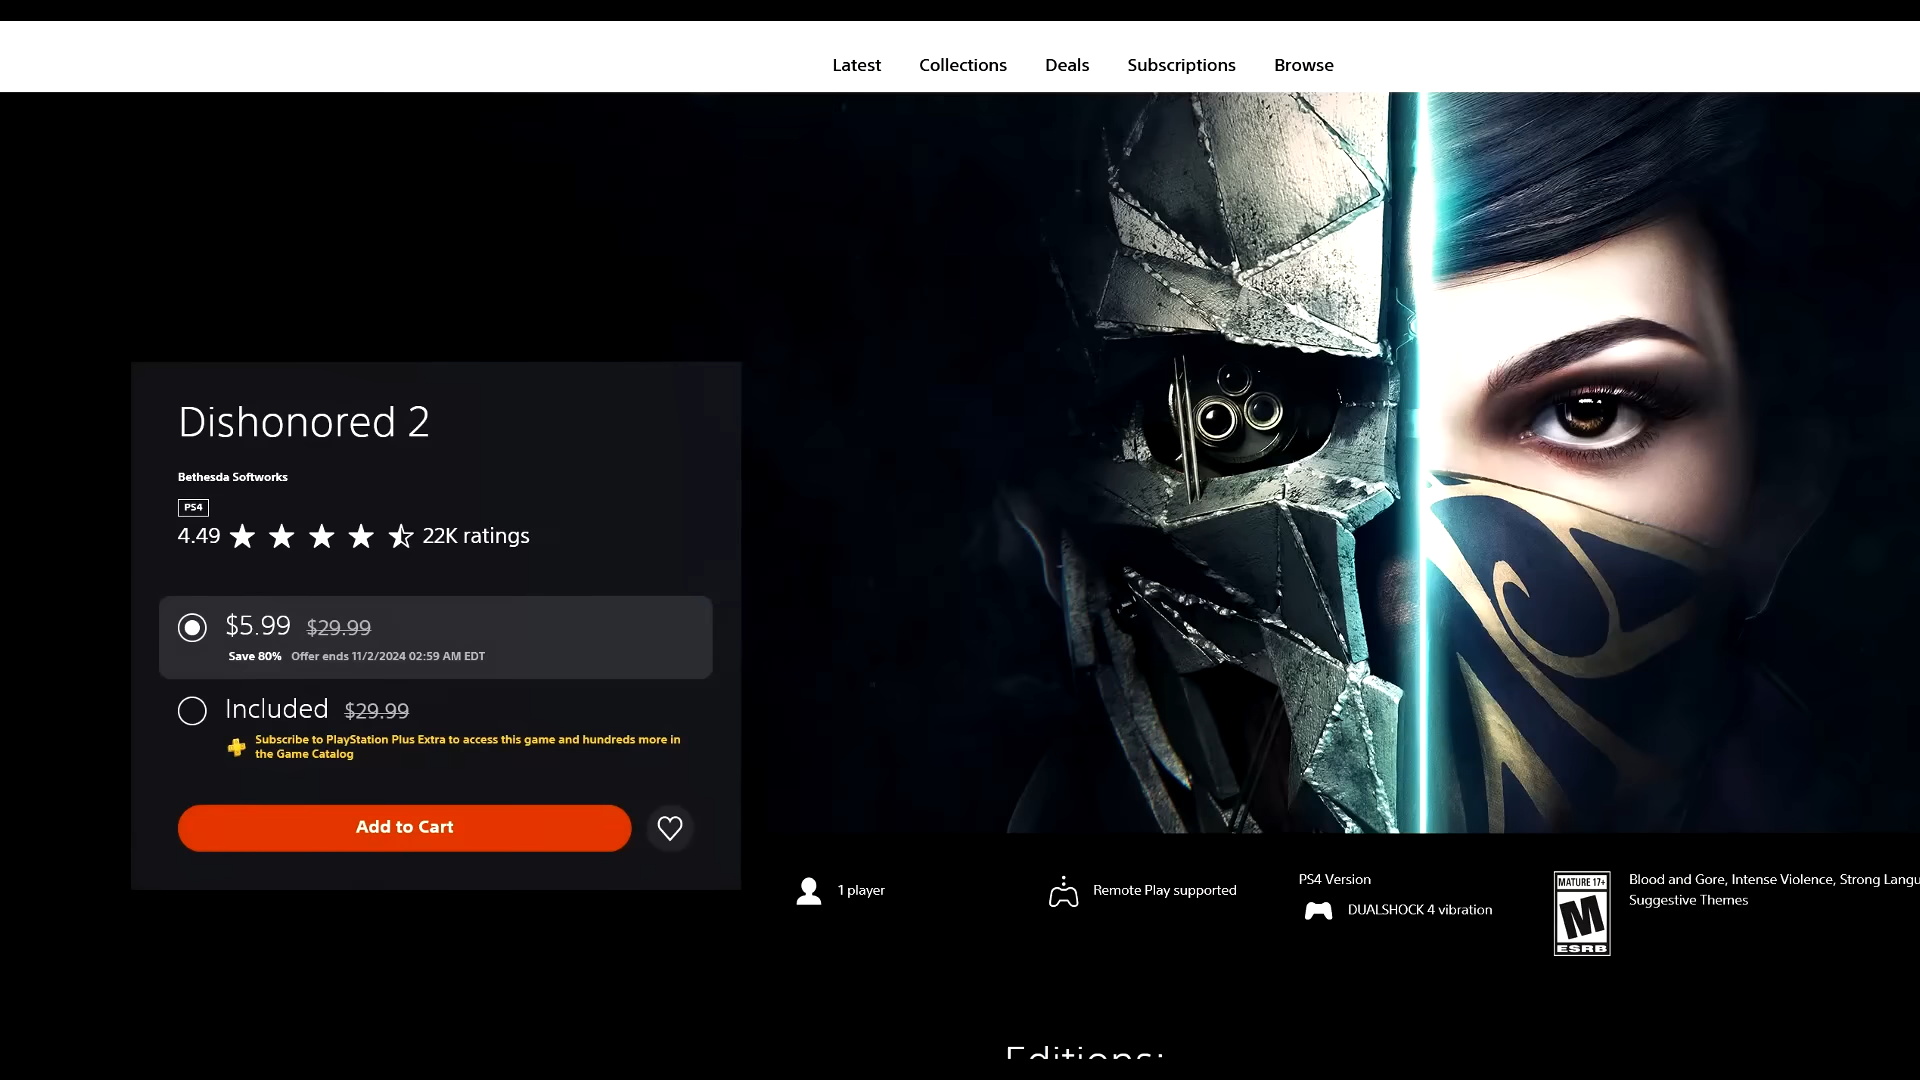 Latest Collections Deals Subscriptions Browse
Dishonored 2
Bethesda Softworks
PS4
4.49 22K ratings
$5.99 $29.99
Save 80% Offer ends 11/2/2024 02:59 AM EDT
Included $29.99
Subscribe to PlayStation Plus Extra to access this game and hundreds more in
the Game Catalog
Add to Cart
1 player
Remote Play supported
PS4 Version
DUALSHOCK 4 vibration
MATURE 17+
M
ESRB
Blood and Gore, Intense Violence, Strong Langu
Suggestive Themes
Editions: